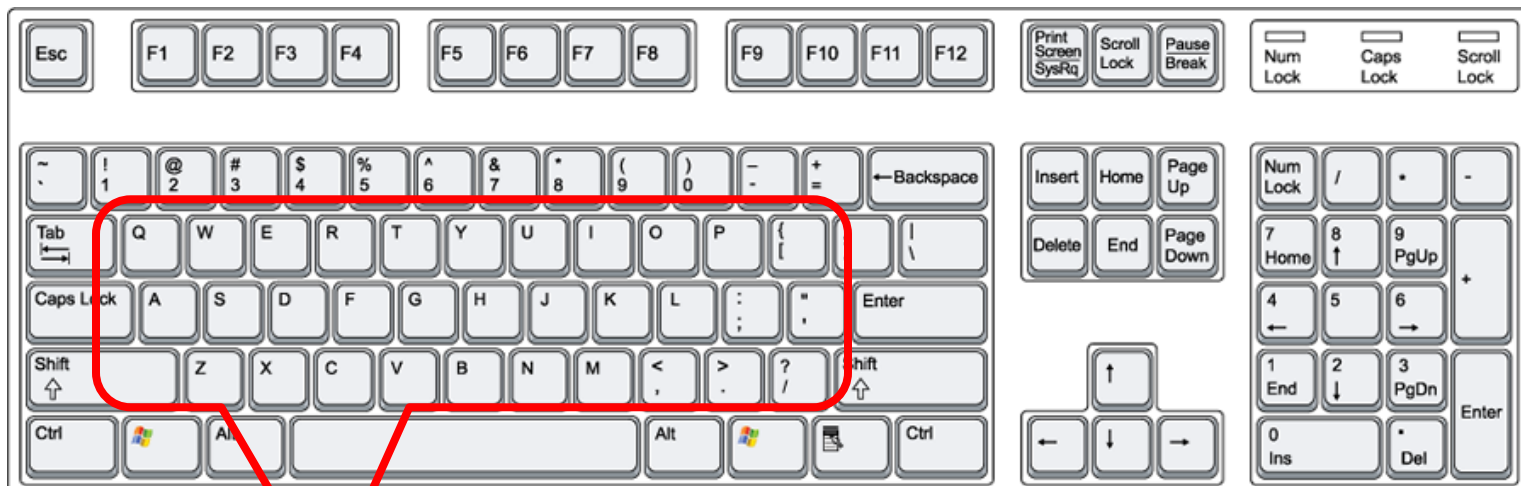 Esc F1 F2 F3 F4 F5 F6 F7 F8 F9 F10 F11 F12 Print Screen SysRq Scroll Lock Pause Break Num Lock Caps Lock Scroll Lock
~ ` ! 1 @ 2 # 3 $ 4 % 5 ^ 6 & 7 * 8 ( 9 ) 0 – - + = ←Backspace Insert Home Page Up Num Lock / * -
Tab Q W E R T Y U I O P { [ | \ Delete End Page Down 7 Home 8 ↑ 9 PgUp +
Caps Lock A S D F G H J K L : ; " ' Enter 4 ← 5 6 →
Shift Z X C V B N M < , > . ? / Shift ↑ 1 End 2 ↓ 3 PgDn Enter
Ctrl Alt Alt Ctrl ← ↓ → 0 Ins . Del